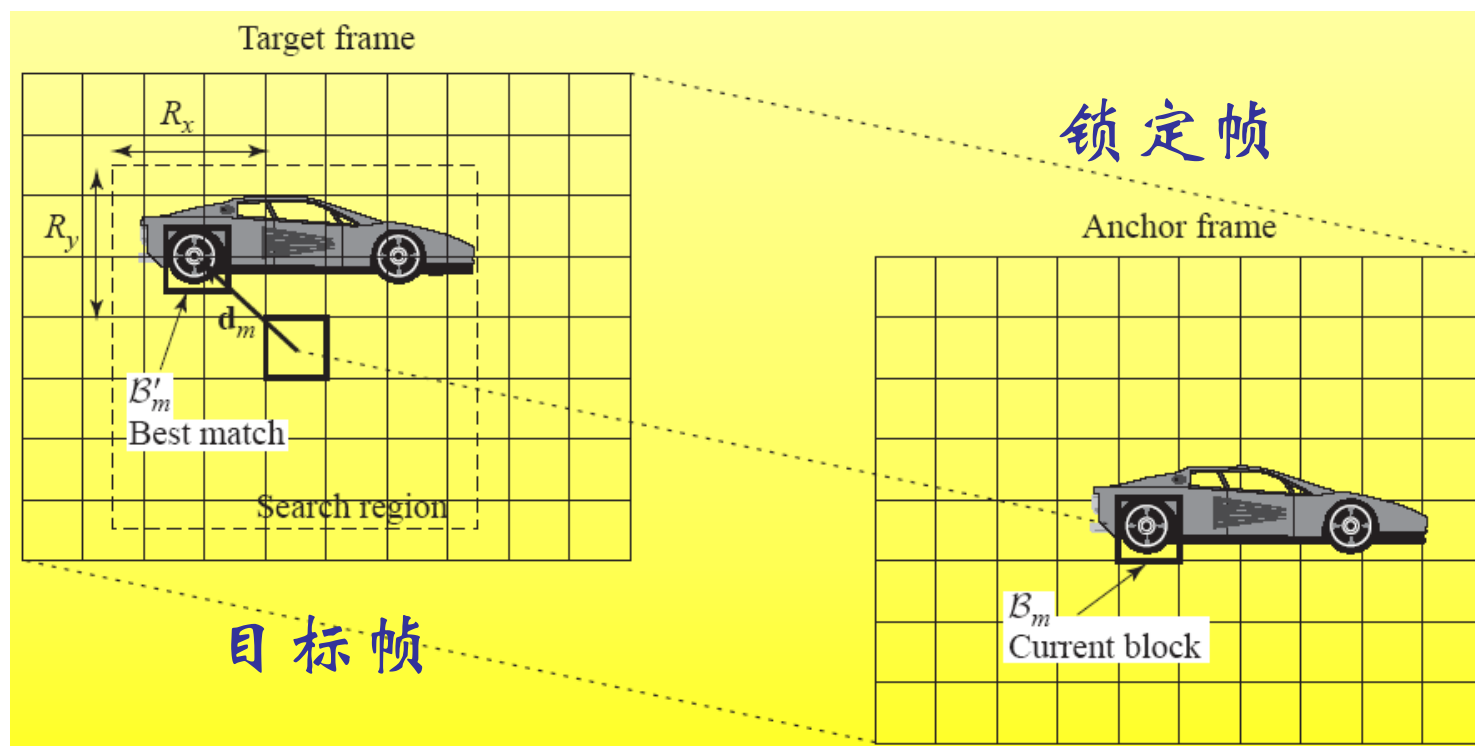 Target frame
R_x
锁定帧
R_y
Anchor frame
d_m
B'_m
Best match
Search region
B_m
Current block
目标帧